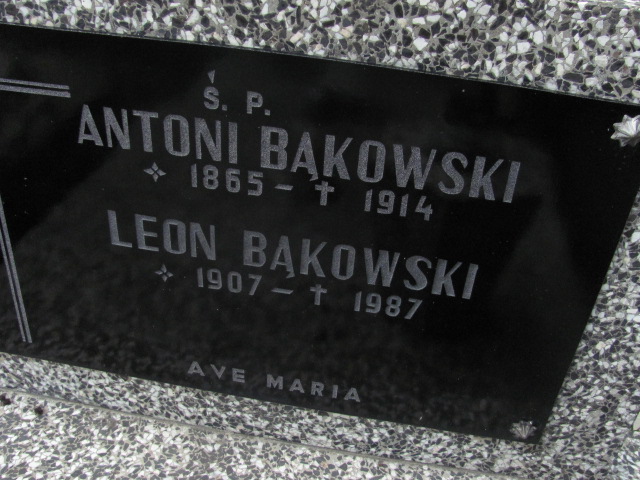 Ś. P.
ANTONI BĄKOWSKI
1865 – † 1914
LEON BĄKOWSKI
1907 – † 1987
AVE MARIA